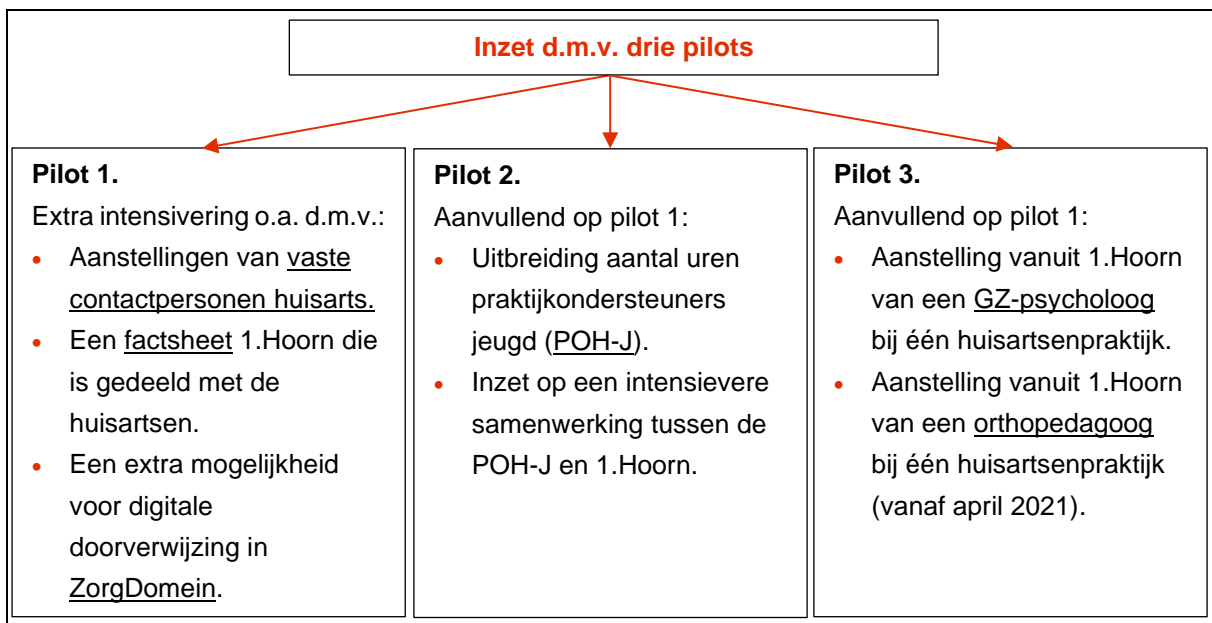 Inzet d.m.v. drie pilots
Pilot 1.
Extra intensivering o.a. d.m.v.:
• Aanstellingen van vaste
contactpersonen huisarts.
• Een factsheet 1.Hoorn die
is gedeeld met de
huisartsen.
• Een extra mogelijkheid
voor digitale
doorverwijzing in
ZorgDomein.
Pilot 2.
Aanvullend op pilot 1:
• Uitbreiding aantal uren
praktijkondersteuners
jeugd (POH-J).
• Inzet op een intensievere
samenwerking tussen de
POH-J en 1.Hoorn.
Pilot 3.
Aanvullend op pilot 1:
• Aanstelling vanuit 1.Hoorn
van een GZ-psycholoog
bij één huisartsenpraktijk.
• Aanstelling vanuit 1.Hoorn
van een orthopedagoog
bij één huisartsenpraktijk
(vanaf april 2021).